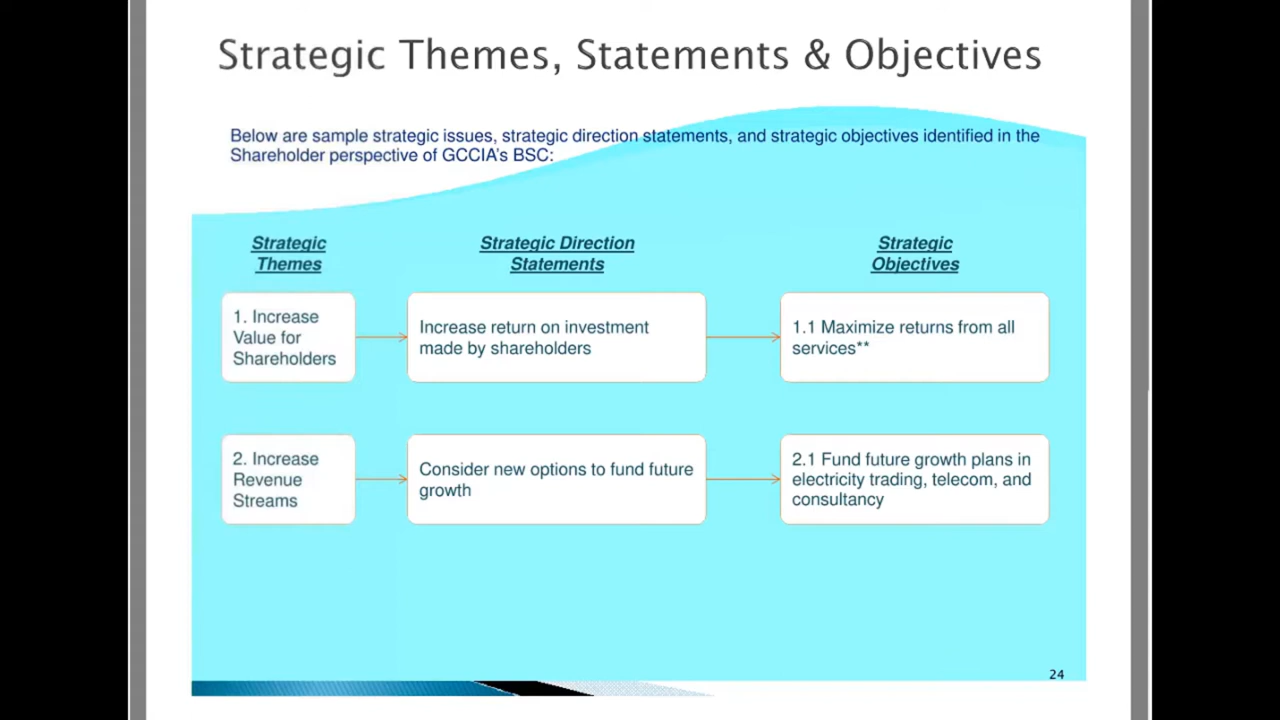 Strategic Themes, Statements & Objectives
Below are sample strategic issues, strategic direction statements, and strategic objectives identified in the
Shareholder perspective of GCCIA’s BSC:
Strategic
Themes
Strategic Direction
Statements
Strategic
Objectives
1. Increase
Value for
Shareholders
Increase return on investment
made by shareholders
1.1 Maximize returns from all
services**
2. Increase
Revenue
Streams
Consider new options to fund future
growth
2.1 Fund future growth plans in
electricity trading, telecom, and
consultancy
24